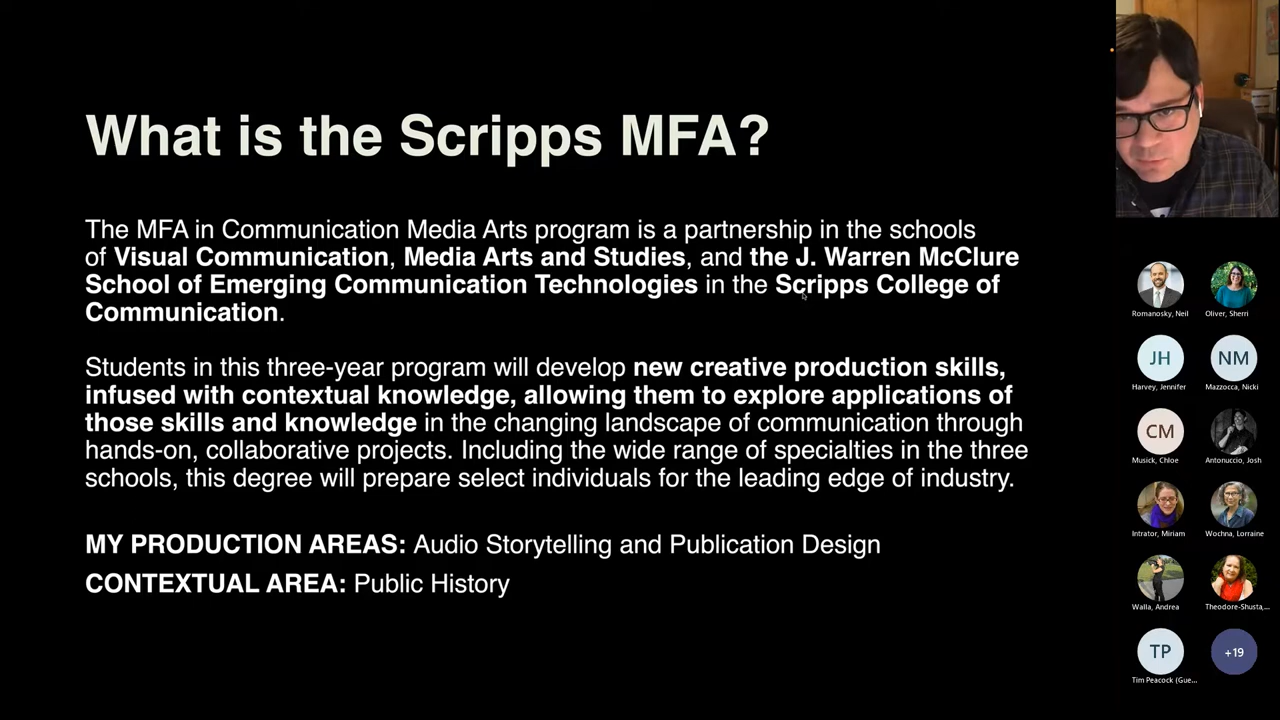 What is the Scripps MFA?
The MFA in Communication Media Arts program is a partnership in the schools
of Visual Communication, Media Arts and Studies, and the J. Warren McClure
School of Emerging Communication Technologies in the Scripps College of
Communication.
Students in this three-year program will develop new creative production skills,
infused with contextual knowledge, allowing them to explore applications of
those skills and knowledge in the changing landscape of communication through
hands-on, collaborative projects. Including the wide range of specialties in the three
schools, this degree will prepare select individuals for the leading edge of industry.
MY PRODUCTION AREAS: Audio Storytelling and Publication Design
CONTEXTUAL AREA: Public History
Romanosky, Neil
Oliver, Sherri
JH
NM
Harvey, Jennifer
Mazzocca, Nicki
CM
Musick, Chloe
Antonuccio, Josh
Intrator, Miriam
Wochna, Lorraine
Walla, Andrea
Theodore-Shusta,...
TP
+19
Tim Peacock (Gue...